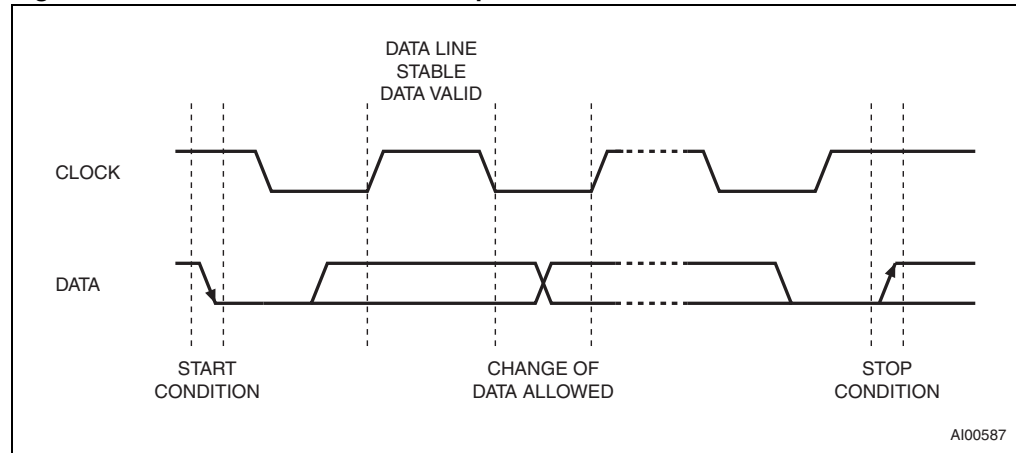 DATA LINE
STABLE
DATA VALID
CLOCK
DATA
START
CONDITION
CHANGE OF
DATA ALLOWED
STOP
CONDITION
AI00587